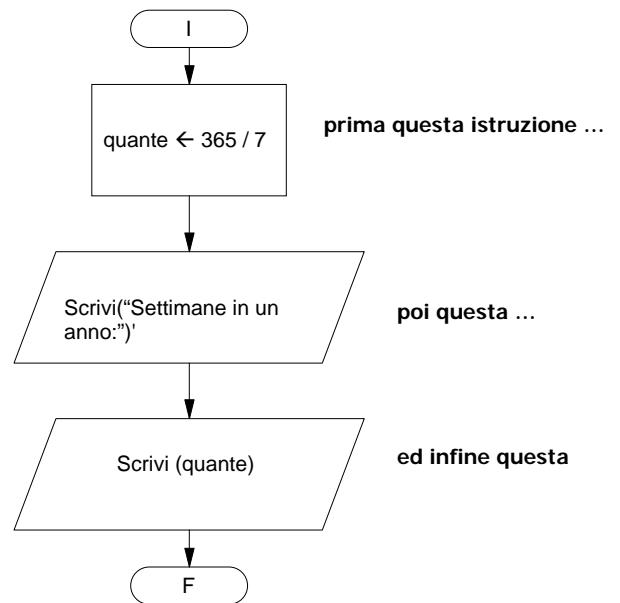 I
quante ← 365 / 7
prima questa istruzione …
Scrivi(“Settimane in un
anno:”)'
poi questa …
Scrivi (quante)
ed infine questa
F